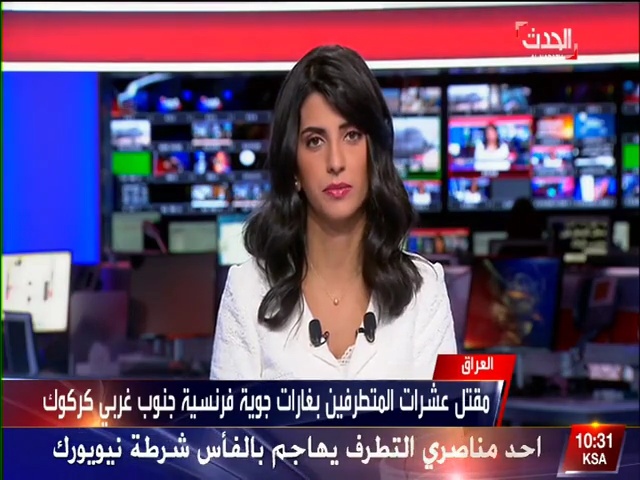 الحدث
العراق
مقتل عشرات المتطرفين بغارات جوية فرنسية جنوب غربي كركوك
احد مناصري التطرف يهاجم بالفأس شرطة نيويورك
10:31
KSA